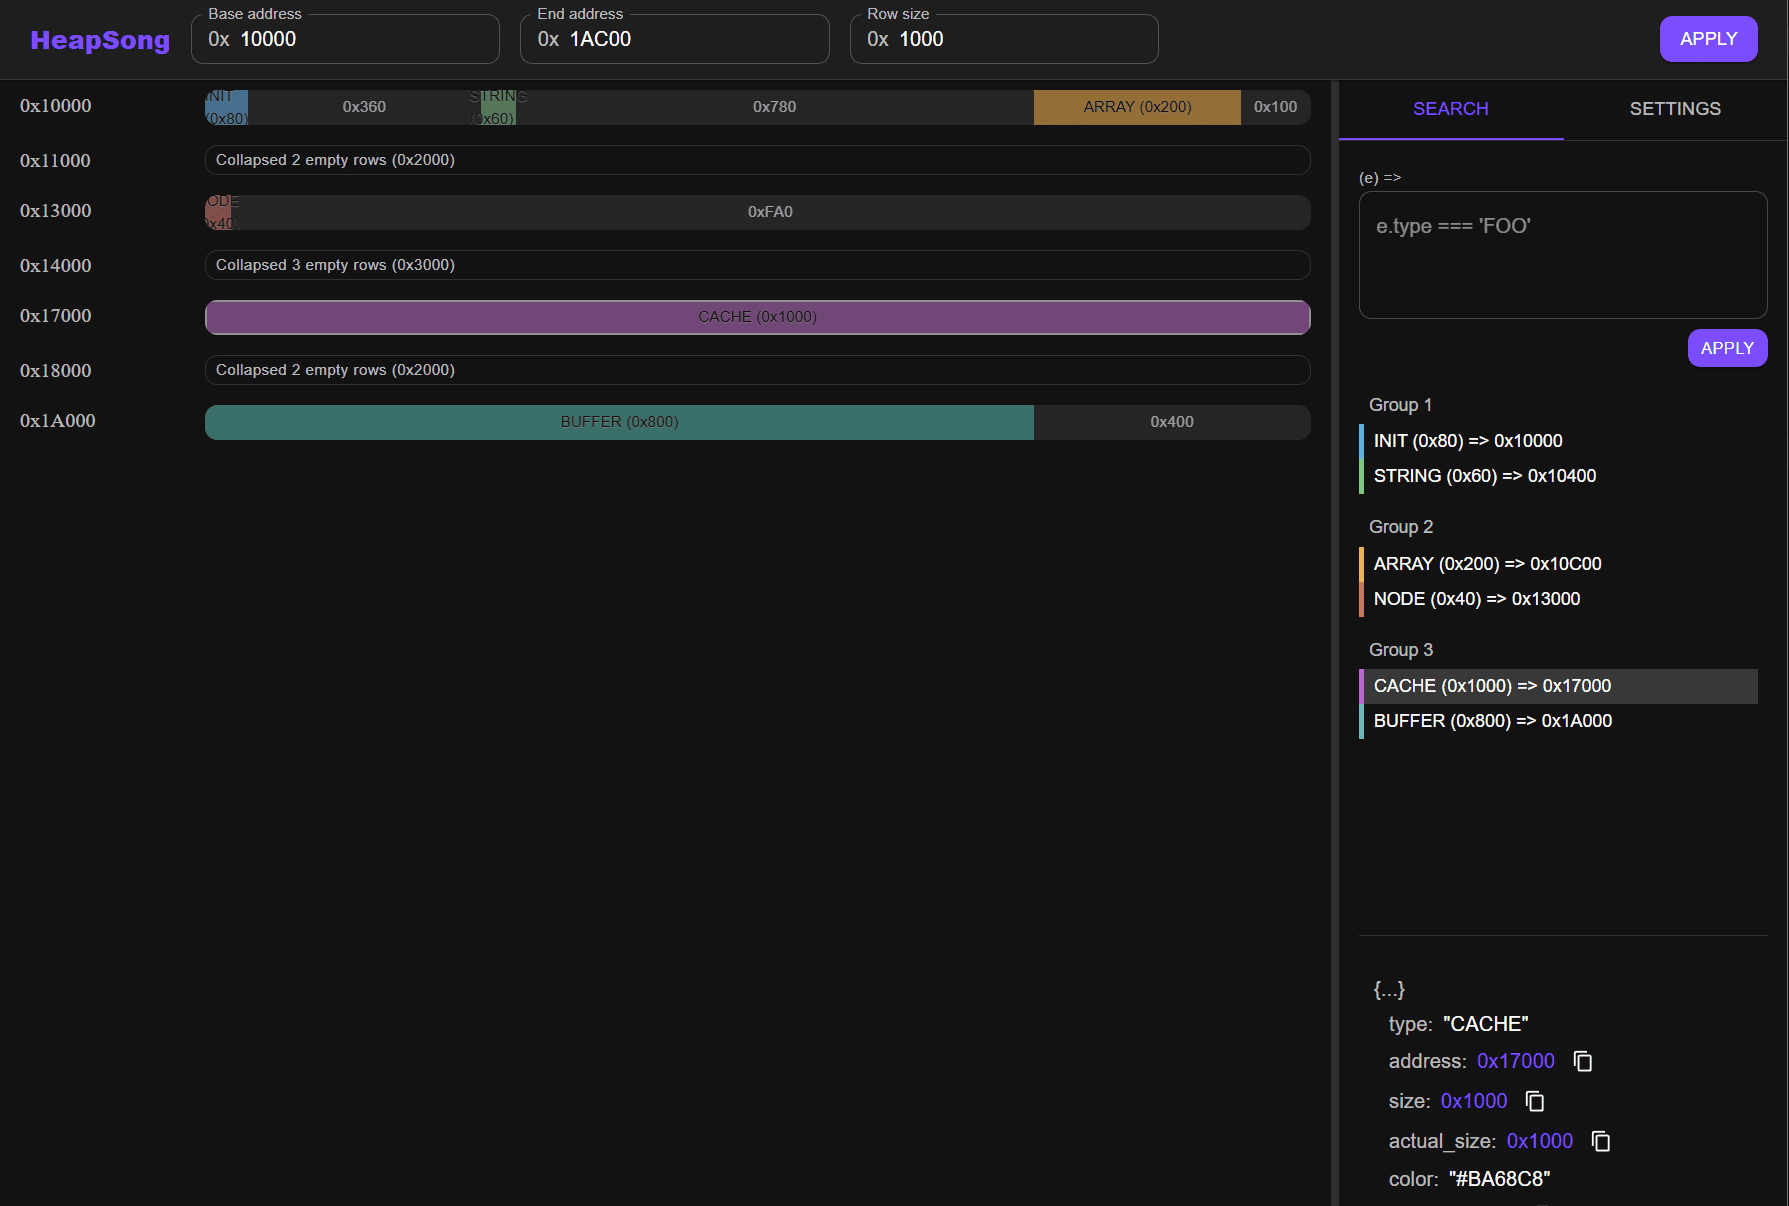 HeapSong
Base address
0x 10000
End address
0x 1AC00
Row size
0x 1000
APPLY
0x10000
INIT
(0x80)
0x360
STRING
(0x60)
0x780
ARRAY (0x200)
0x100
0x11000
Collapsed 2 empty rows (0x2000)
0x13000
ODE
0x40)
0xFA0
0x14000
Collapsed 3 empty rows (0x3000)
0x17000
CACHE (0x1000)
0x18000
Collapsed 2 empty rows (0x2000)
0x1A000
BUFFER (0x800)
0x400
SEARCH
SETTINGS
(e) =>
e.type === 'FOO'
APPLY
Group 1
INIT (0x80) => 0x10000
STRING (0x60) => 0x10400
Group 2
ARRAY (0x200) => 0x10C00
NODE (0x40) => 0x13000
Group 3
CACHE (0x1000) => 0x17000
BUFFER (0x800) => 0x1A000
{...}
type: "CACHE"
address: 0x17000
size: 0x1000
actual_size: 0x1000
color: "#BA68C8"